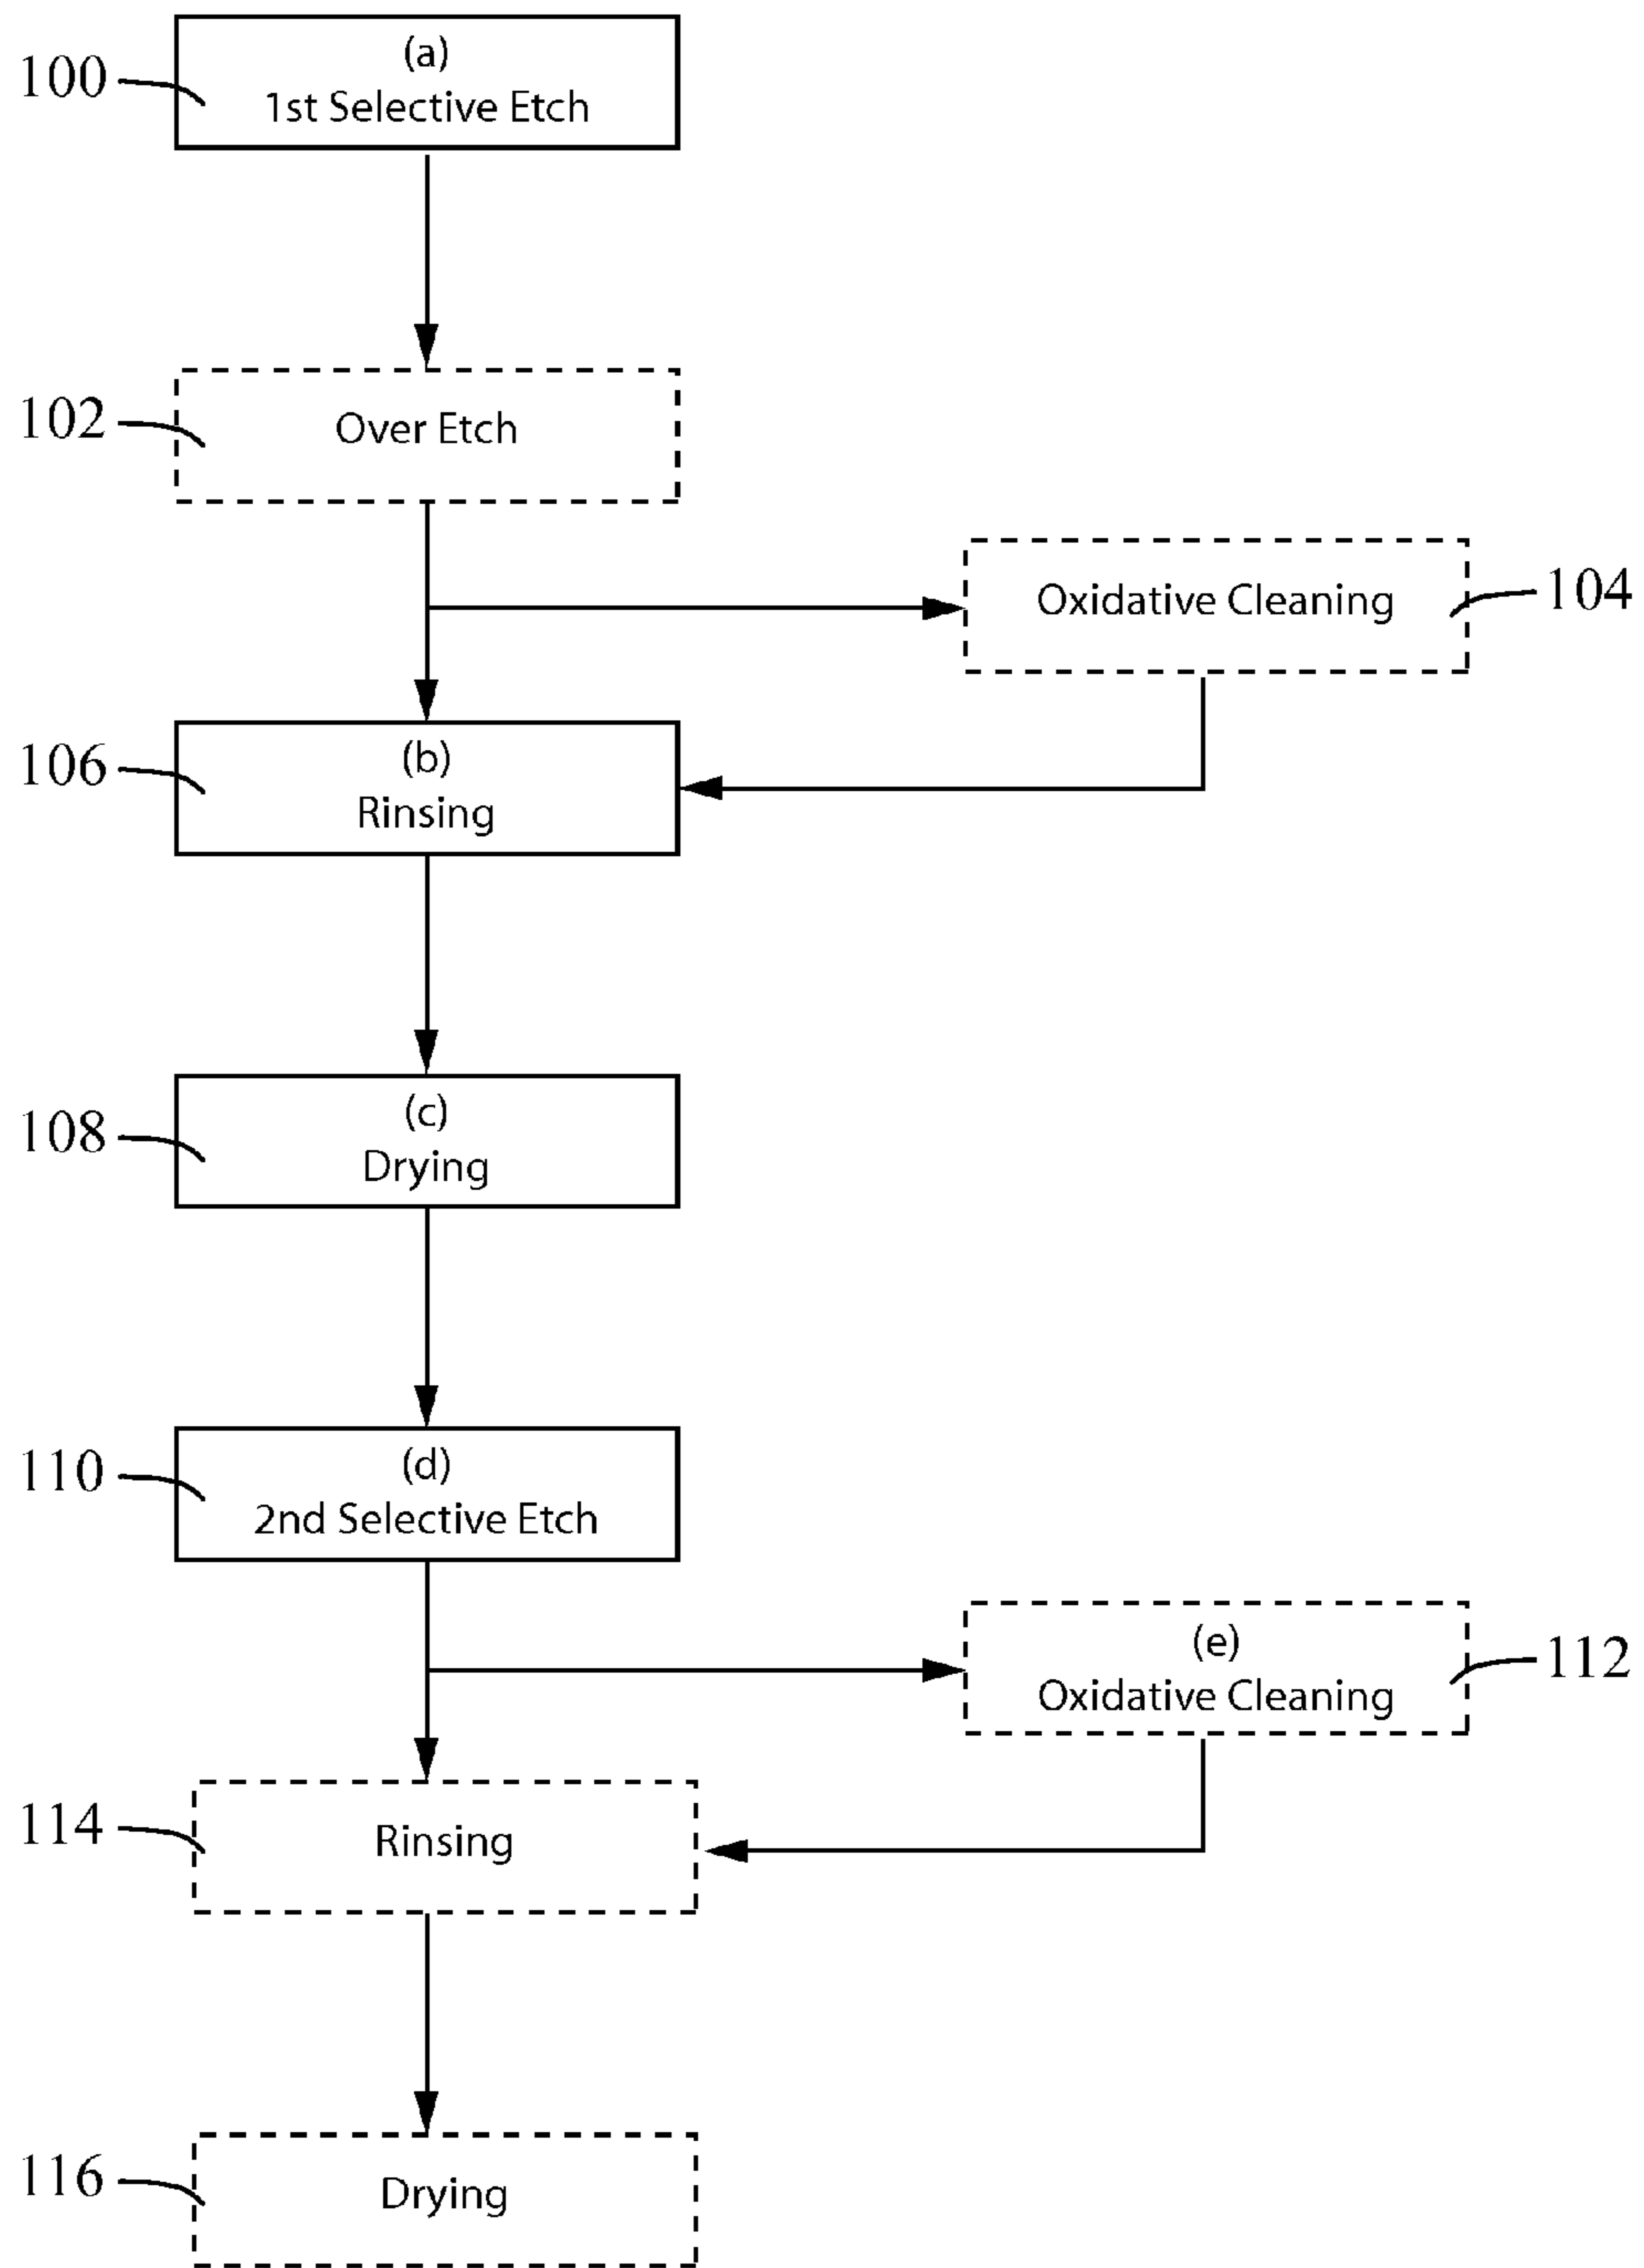 100
(a)
1st Selective Etch
102
Over Etch
Oxidative Cleaning
104
106
(b)
Rinsing
108
(c)
Drying
110
(d)
2nd Selective Etch
(e)
Oxidative Cleaning
112
114
Rinsing
116
Drying